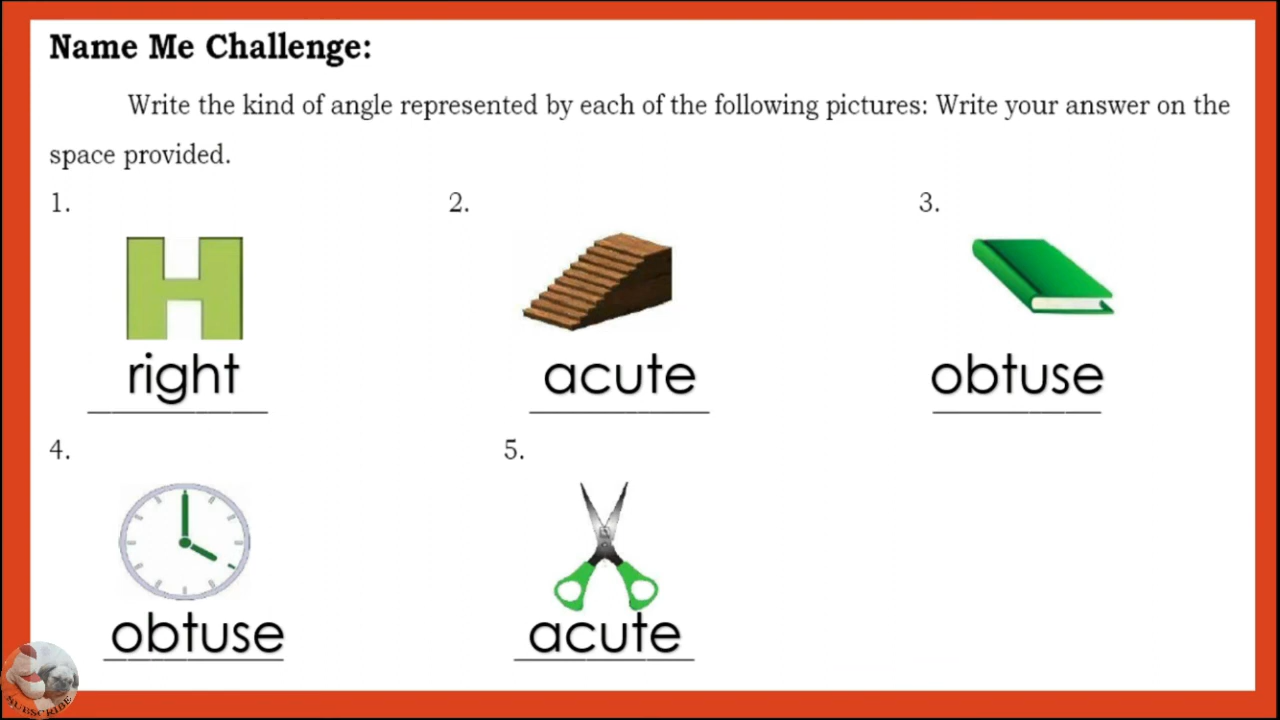 Name Me Challenge:
Write the kind of angle represented by each of the following pictures: Write your answer on the
space provided.
1. 2. 3.
right acute obtuse
4. 5.
obtuse acute
SUBSCRIBE